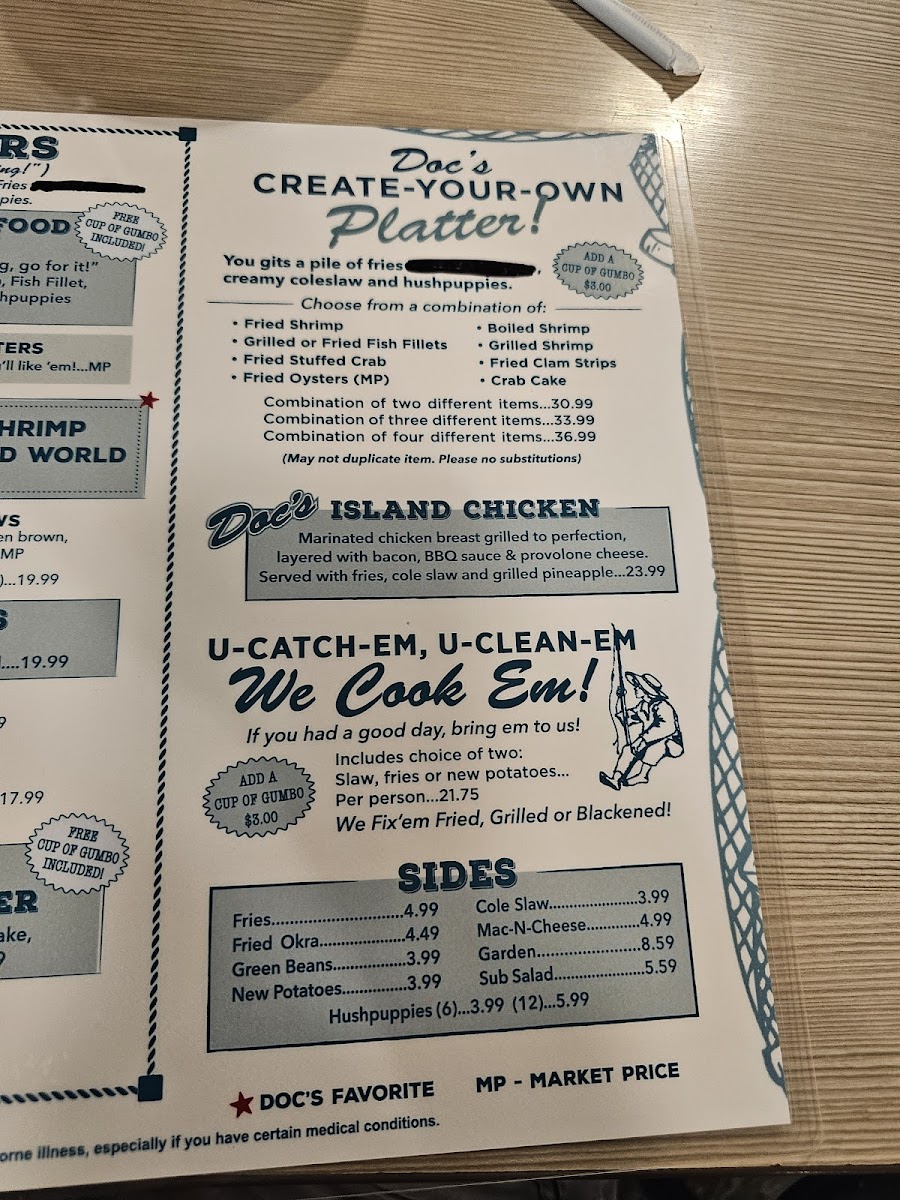 RS
ng!")
Fries
pies.
FREE
CUP OF GUMBO
INCLUDED!
FOOD
g, go for it!"
, Fish Fillet,
hpuppies
TERS
'll like 'em!...MP
HRIMP
D WORLD
WS
en brown,
MP
)...19.99
S
....19.99
9
17.99
FREE
CUP OF GUMBO
INCLUDED!
ER
ake,
9
Doc's
CREATE-YOUR-OWN
Platter!
You gits a pile of fries ,
creamy coleslaw and hushpuppies.
ADD A
CUP OF GUMBO
$3.00
Choose from a combination of:
• Fried Shrimp
• Grilled or Fried Fish Fillets
• Fried Stuffed Crab
• Fried Oysters (MP)
• Boiled Shrimp
• Grilled Shrimp
• Fried Clam Strips
• Crab Cake
Combination of two different items...30.99
Combination of three different items...33.99
Combination of four different items...36.99
(May not duplicate item. Please no substitutions)
Doc's ISLAND CHICKEN
Marinated chicken breast grilled to perfection,
layered with bacon, BBQ sauce & provolone cheese.
Served with fries, cole slaw and grilled pineapple...23.99
U-CATCH-EM, U-CLEAN-EM
We Cook Em!
If you had a good day, bring em to us!
ADD A
CUP OF GUMBO
$3.00
Includes choice of two:
Slaw, fries or new potatoes...
Per person...21.75
We Fix'em Fried, Grilled or Blackened!
SIDES
Fries..........................4.99
Fried Okra.................4.49
Green Beans..............3.99
New Potatoes.............3.99
Cole Slaw.................3.99
Mac-N-Cheese...........4.99
Garden.....................8.59
Sub Salad..................5.59
Hushpuppies (6)...3.99 (12)...5.99
DOC'S FAVORITE
MP - MARKET PRICE
orne illness, especially if you have certain medical conditions.